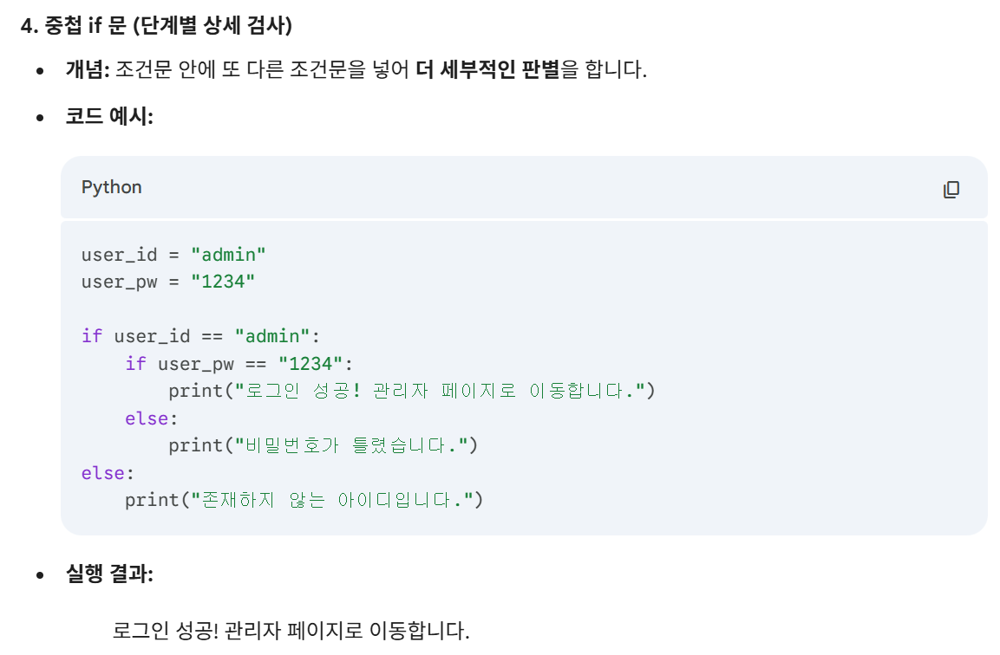 4. 중첩 if 문 (단계별 상세 검사)
• 개념: 조건문 안에 또 다른 조건문을 넣어 더 세부적인 판별을 합니다.
• 코드 예시:
Python
user_id = "admin"
user_pw = "1234"
if user_id == "admin":
    if user_pw == "1234":
        print("로그인 성공! 관리자 페이지로 이동합니다.")
    else:
        print("비밀번호가 틀렸습니다.")
else:
    print("존재하지 않는 아이디입니다.")
• 실행 결과:
로그인 성공! 관리자 페이지로 이동합니다.